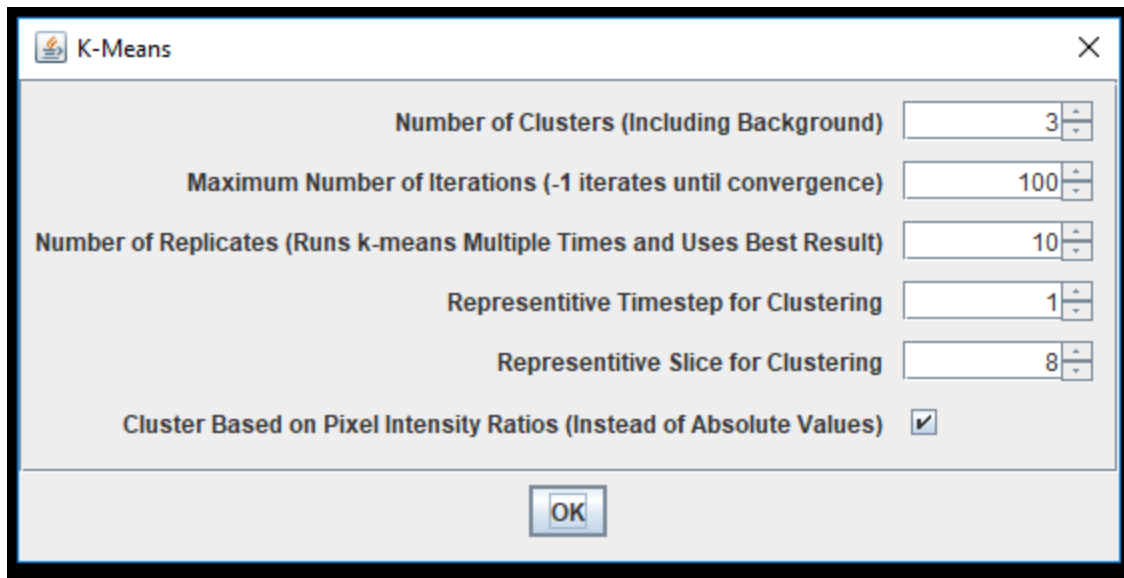 K-Means
Number of Clusters (Including Background) 3
Maximum Number of Iterations (-1 iterates until convergence) 100
Number of Replicates (Runs k-means Multiple Times and Uses Best Result) 10
Representitive Timestep for Clustering 1
Representitive Slice for Clustering 8
Cluster Based on Pixel Intensity Ratios (Instead of Absolute Values)
OK